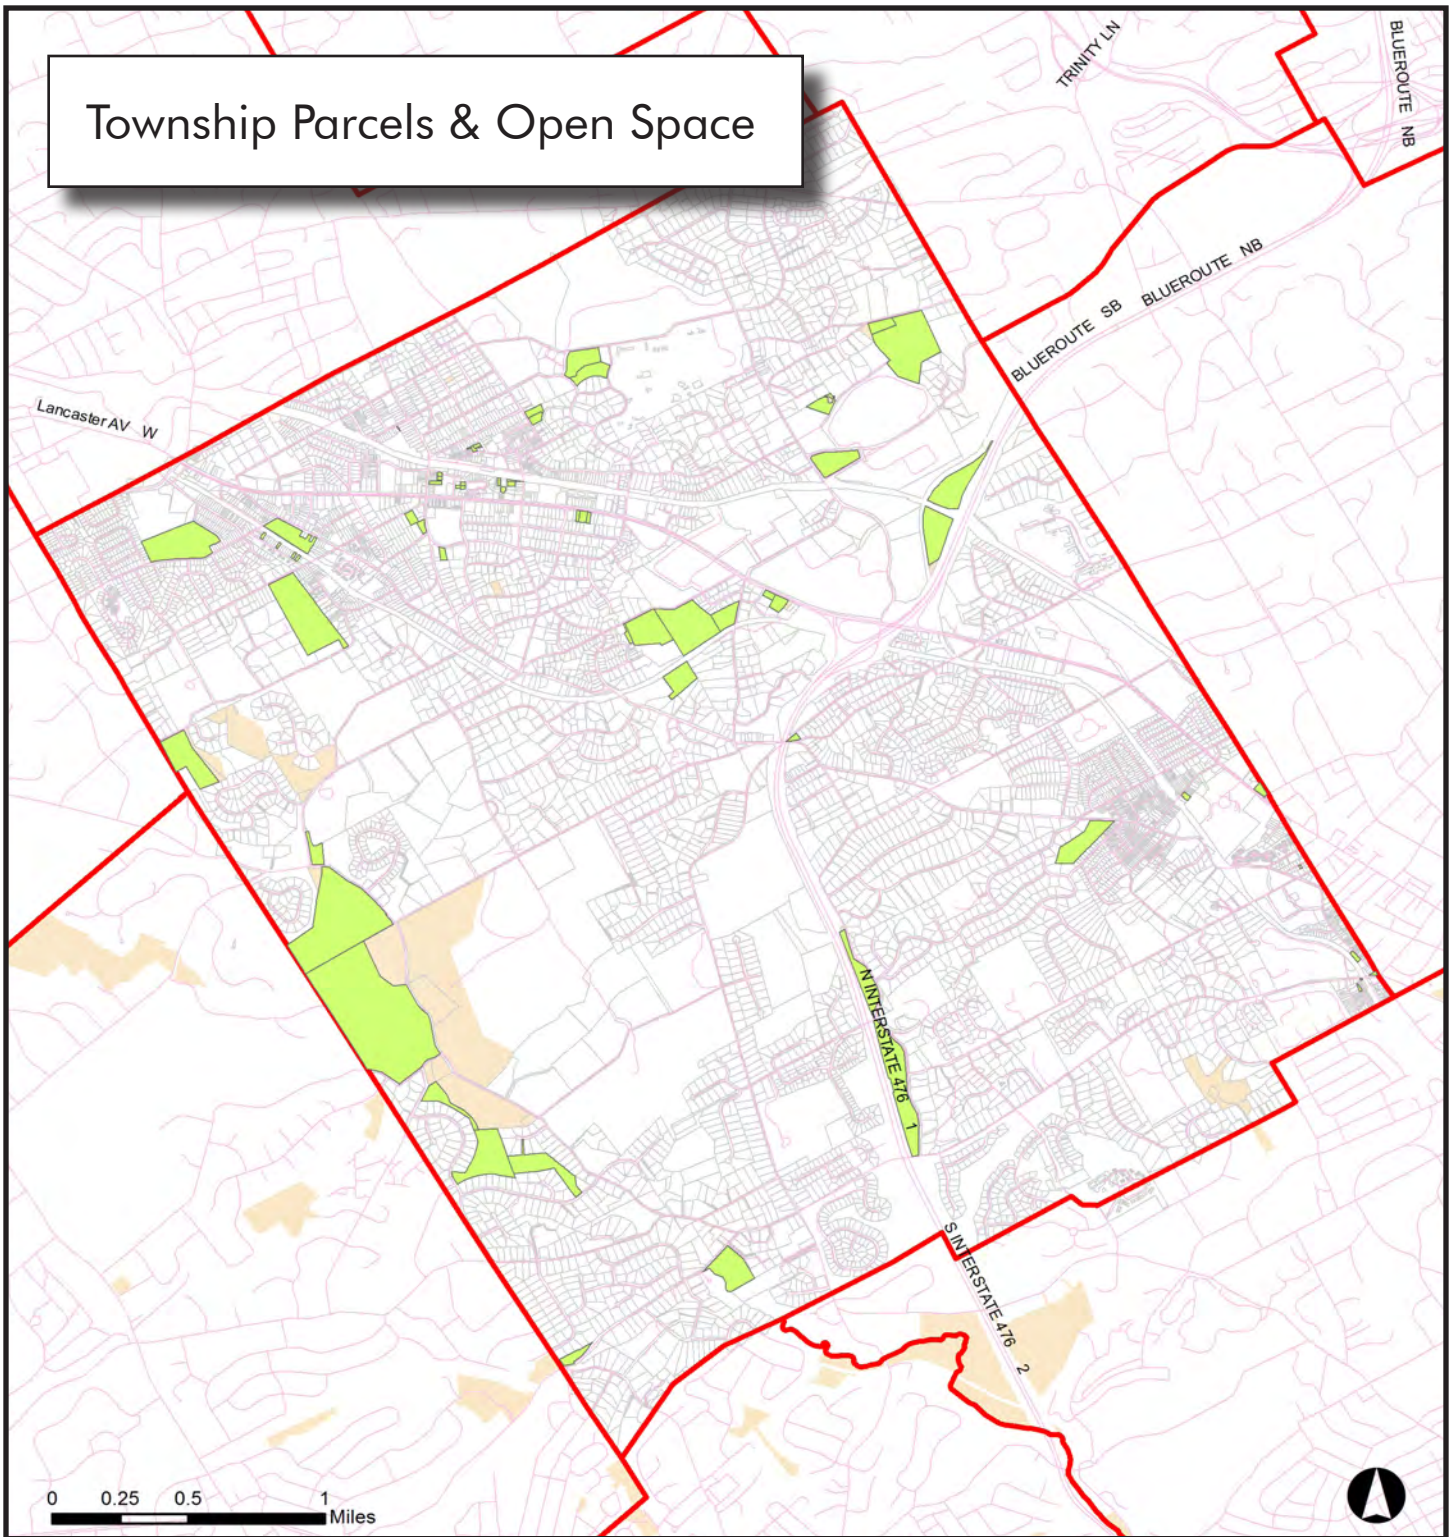 Township Parcels & Open Space
TRINITY LN
BLUEROUTE NB
BLUEROUTE SB BLUEROUTE NB
Lancaster AV W
N INTERSTATE 476 1
S INTERSTATE 476 2
0 0.25 0.5 1
Miles